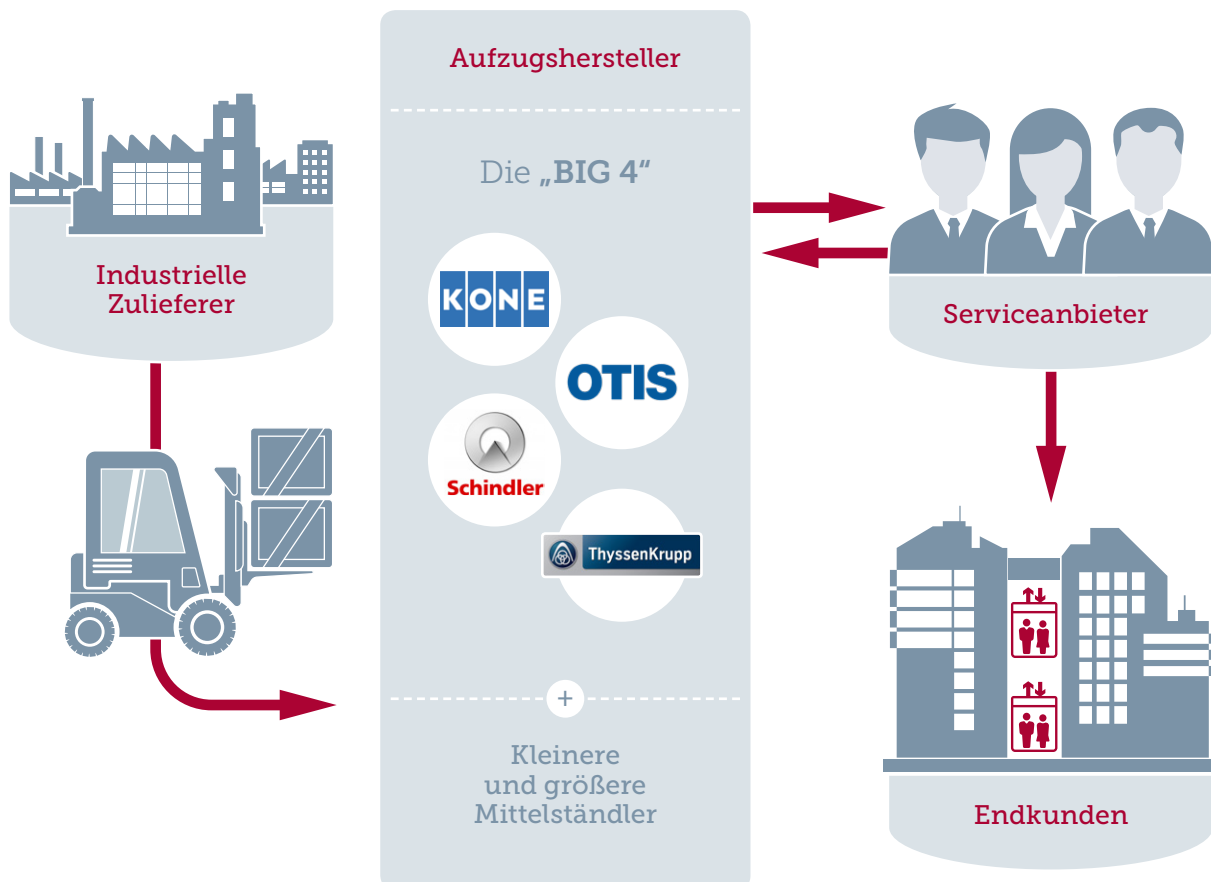 Aufzugshersteller
Die „BIG 4“
KONE
OTIS
Schindler
ThyssenKrupp
+
Kleinere
und größere
Mittelständler
Industrielle
Zulieferer
Serviceanbieter
Endkunden